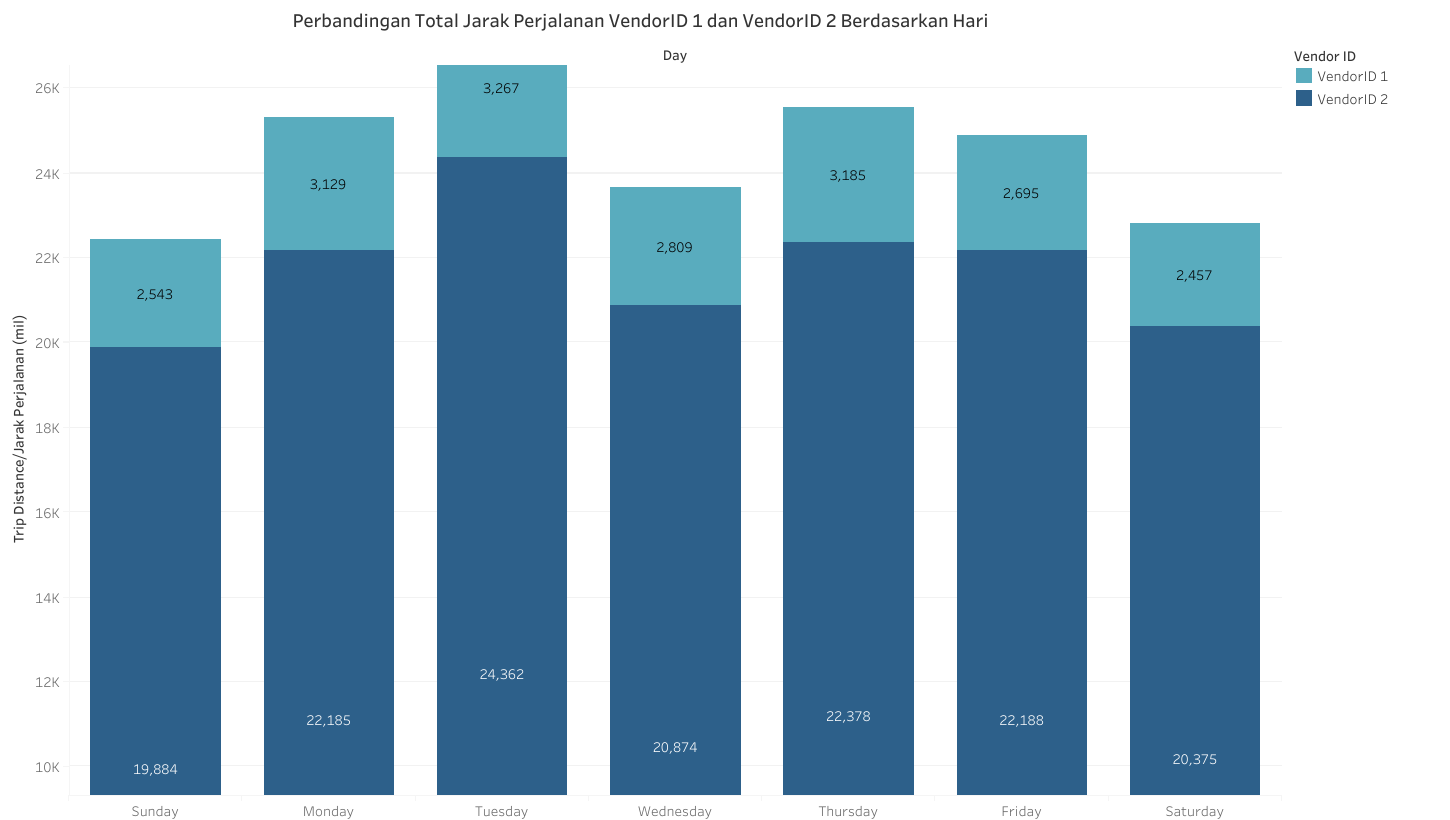 Perbandingan Total Jarak Perjalanan VendorID 1 dan VendorID 2 Berdasarkan Hari
Day
Vendor ID
VendorID 1
VendorID 2
Trip Distance/Jarak Perjalanan (mil)
26K
24K
22K
20K
18K
16K
14K
12K
10K
2,543
3,129
3,267
2,809
3,185
2,695
2,457
19,884
22,185
24,362
20,874
22,378
22,188
20,375
Sunday
Monday
Tuesday
Wednesday
Thursday
Friday
Saturday